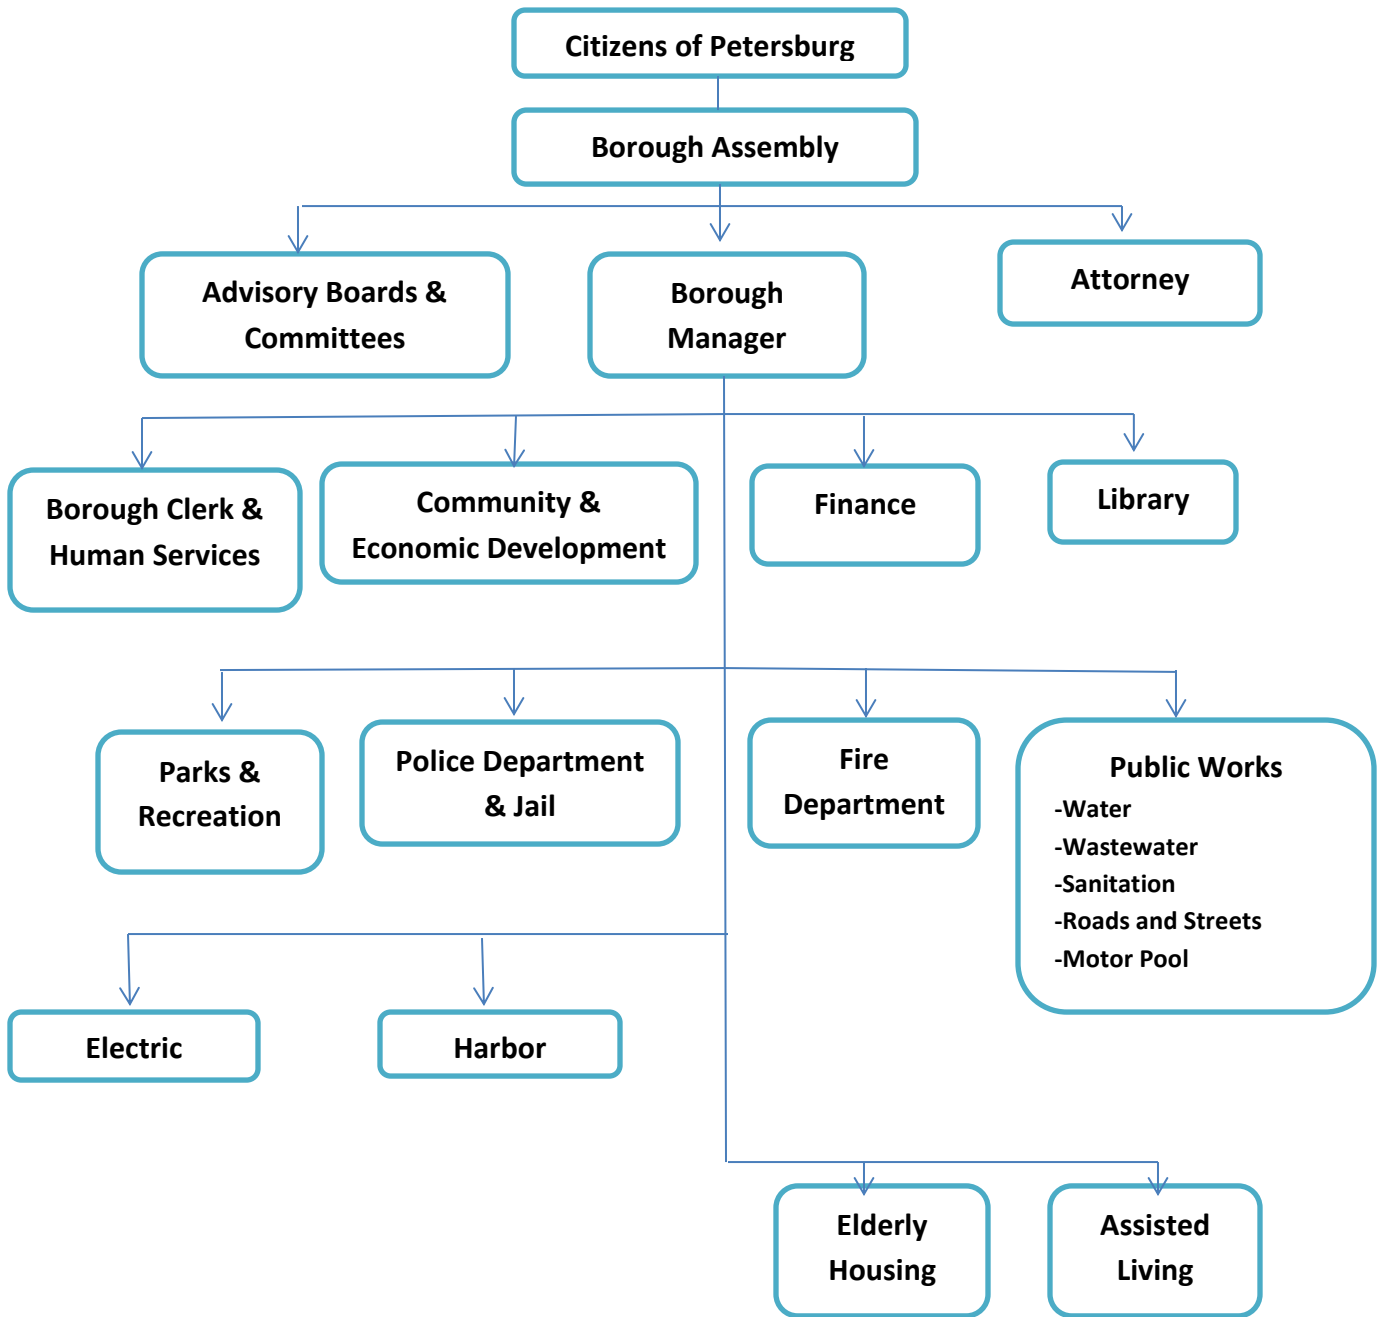 Citizens of Petersburg
Borough Assembly
Advisory Boards &
Committees
Borough
Manager
Attorney
Borough Clerk &
Human Services
Community &
Economic Development
Finance
Library
Parks &
Recreation
Police Department
& Jail
Fire
Department
Public Works
-Water
-Wastewater
-Sanitation
-Roads and Streets
-Motor Pool
Electric
Harbor
Elderly
Housing
Assisted
Living